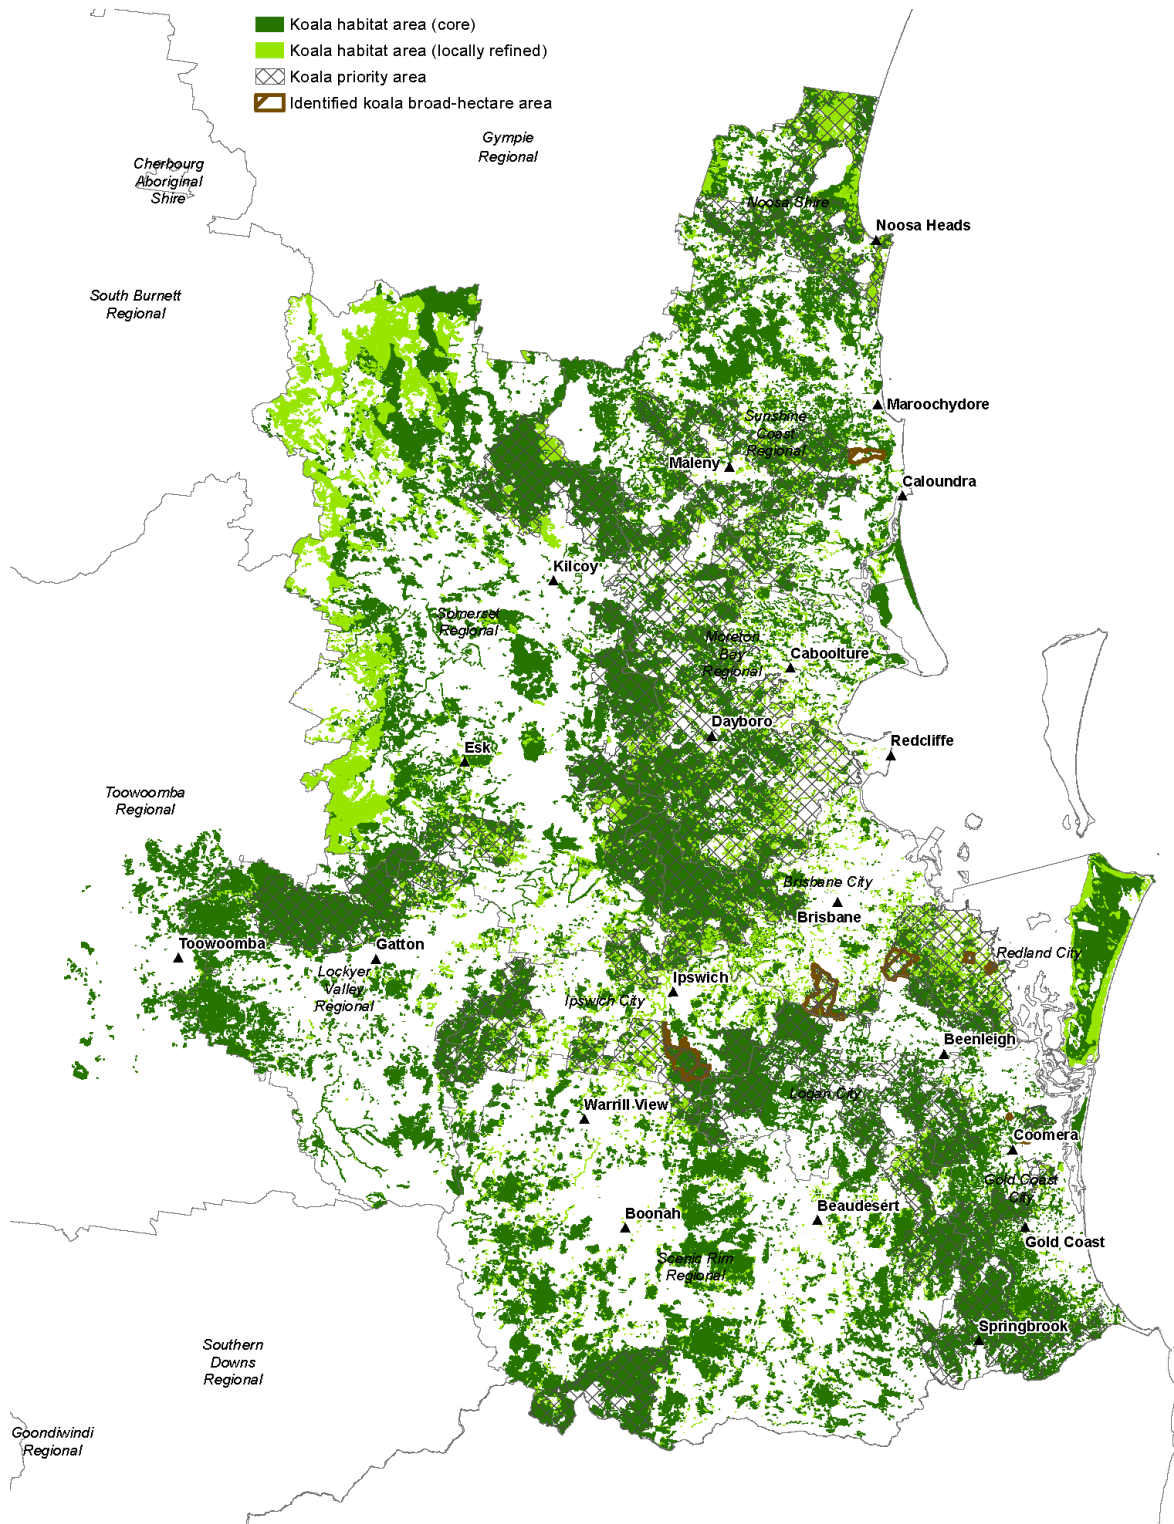 Koala habitat area (core)
Koala habitat area (locally refined)
Koala priority area
Identified koala broad-hectare area
Gympie
Regional
Cherbourg
Aboriginal
Shire
Noosa Shire
Noosa Heads
South Burnett
Regional
Maroochydore
Sunshine
Coast
Regional
Maleny
Caloundra
Kilcoy
Somerset
Regional
Moreton
Bay
Regional
Caboolture
Dayboro
Redcliffe
Esk
Toowoomba
Regional
Brisbane City
Brisbane
Toowoomba
Gatton
Redland City
Lockyer
Valley
Regional
Ipswich
Ipswich City
Beenleigh
Logan City
Warrill View
Coomera
Gold Coast
City
Boonah
Beaudesert
Gold Coast
Scenic Rim
Regional
Springbrook
Southern
Downs
Regional
Goondiwindi
Regional